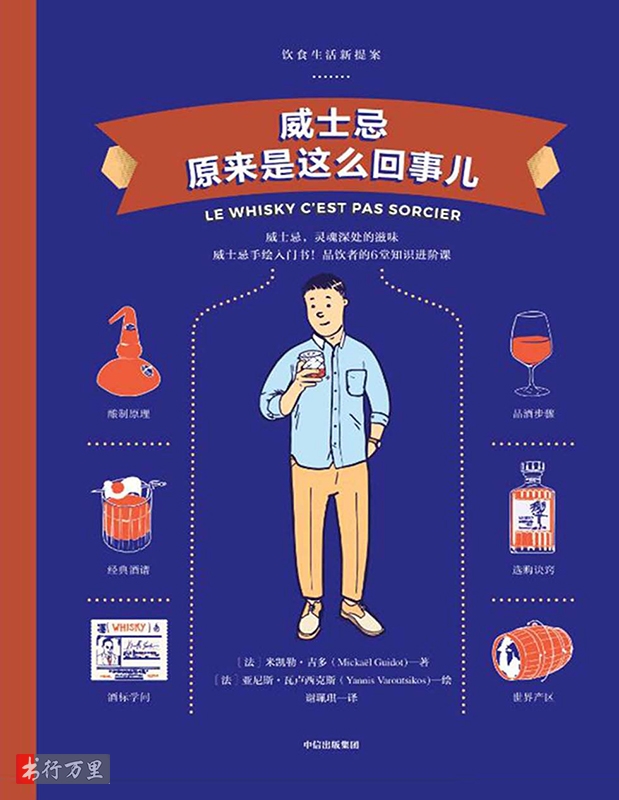 饮食生活新提案
威士忌
原来是这么回事儿
LE WHISKY C'EST PAS SORCIER
威士忌，灵魂深处的滋味
威士忌手绘入门书！品饮者的6堂知识进阶课
酿制原理
品酒步骤
经典酒谱
选购诀窍
WHISKY
酒标学问
世界产区
［法］米凯勒·吉多（Mickaël Guidot）—著
［法］亚尼斯·瓦卢西克斯（Yannis Varoutsikos）—绘
谢珮琪—译
中信出版集团
书行万里